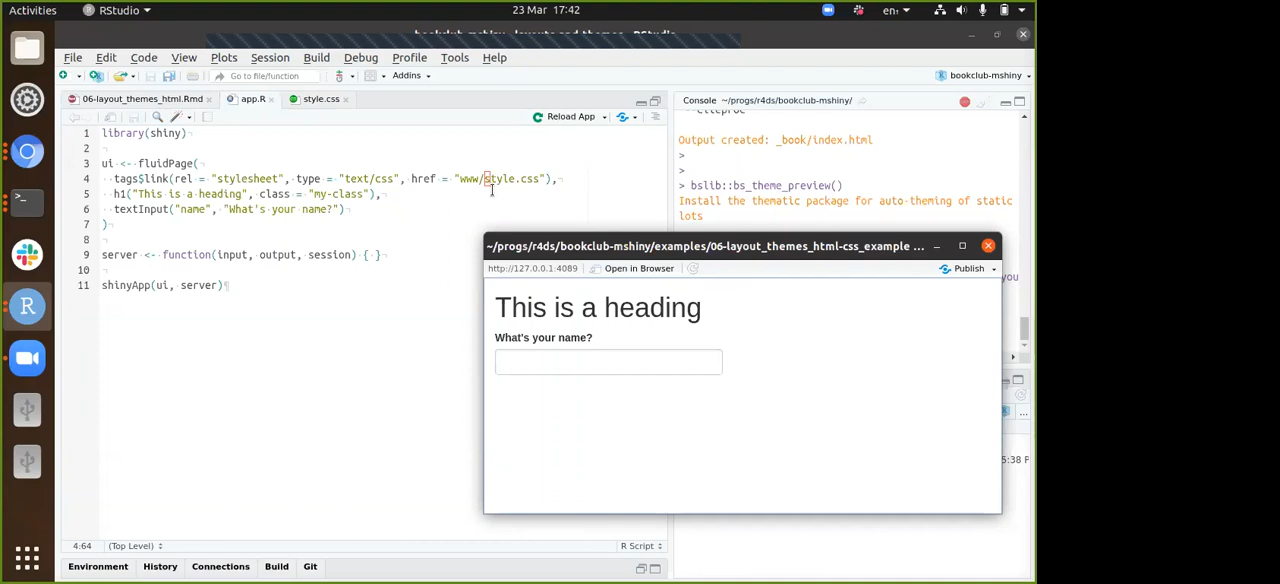 Activities
RStudio
23 Mar 17:42
en₁
File Edit Code View Plots Session Build Debug Profile Tools Help
Go to file/function
Addins
bookclub-mshiny
06-layout_themes_html.Rmd
app.R
style.css
Console ~/progs/r4ds/bookclub-mshiny/
Reload App
1 library(shiny)
2
3 ui <- fluidPage(
4 tags$link(rel = "stylesheet", type = "text/css", href = "www/style.css"),
5 h1("This is a heading", class = "my-class"),
6 textInput("name", "What's your name?")
7 )
8
9 server <- function(input, output, session) { }
10
11 shinyApp(ui, server)¶
Output created: _book/index.html
>
>
> bslib::bs_theme_preview()
Install the thematic package for auto-theming of static
lots
you
~/progs/r4ds/bookclub-mshiny/examples/06-layout_themes_html-css_example ...
http://127.0.0.1:4089
Open in Browser
Publish
This is a heading
What's your name?
5:38 P
4:64
(Top Level)
R Script
Environment History Connections Build Git